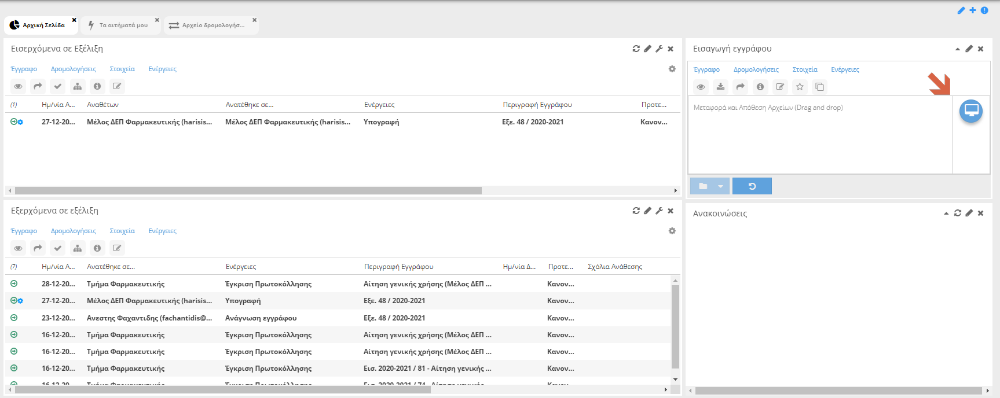 Αρχική Σελίδα
Τα αιτήματά μου
Αρχείο δρομολογήσ...
Εισερχόμενα σε Εξέλιξη
Έγγραφο Δρομολογήσεις Στοιχεία Ενέργειες
(1) Ημ/νία Α... Αναθέτων Ανατέθηκε σε... Ενέργειες Περιγραφή Εγγράφου Προτε...
27-12-20... Μέλος ΔΕΠ Φαρμακευτικής (harisis... Μέλος ΔΕΠ Φαρμακευτικής (harisis... Υπογραφή Εξε. 48 / 2020-2021 Κανον...
Εξερχόμενα σε εξέλιξη
Έγγραφο Δρομολογήσεις Στοιχεία Ενέργειες
(7) Ημ/νία Α... Ανατέθηκε σε... Ενέργειες Περιγραφή Εγγράφου Ημ/νία Δ... Προτε... Σχόλια Ανάθεσης
28-12-20... Τμήμα Φαρμακευτικής Έγκριση Πρωτοκόλλησης Αίτηση γενικής χρήσης (Μέλος ΔΕΠ ... Κανον...
27-12-20... Μέλος ΔΕΠ Φαρμακευτικής (harisis... Υπογραφή Εξε. 48 / 2020-2021 Κανον...
23-12-20... Ανεστης Φαχαντιδης (fachantidis@... Ανάγνωση εγγράφου Εξε. 48 / 2020-2021 Κανον...
16-12-20... Τμήμα Φαρμακευτικής Έγκριση Πρωτοκόλλησης Αίτηση γενικής χρήσης (Μέλος ΔΕΠ ... Κανον...
16-12-20... Τμήμα Φαρμακευτικής Έγκριση Πρωτοκόλλησης Αίτηση γενικής χρήσης (Μέλος ΔΕΠ ... Κανον...
16-12-20... Τμήμα Φαρμακευτικής Έγκριση Πρωτοκόλλησης Εισ. 2020-2021 / 81 - Αίτηση γενικής ... Κανον...
Εισαγωγή εγγράφου
Έγγραφο Δρομολογήσεις Στοιχεία Ενέργειες
Μεταφορά και Απόθεση Αρχείων (Drag and drop)
Ανακοινώσεις